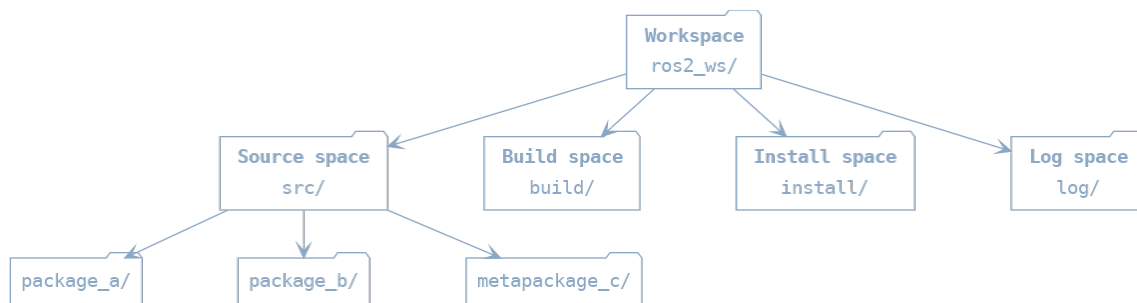 Workspace
ros2_ws/
Source space
src/
Build space
build/
Install space
install/
Log space
log/
package_a/
package_b/
metapackage_c/